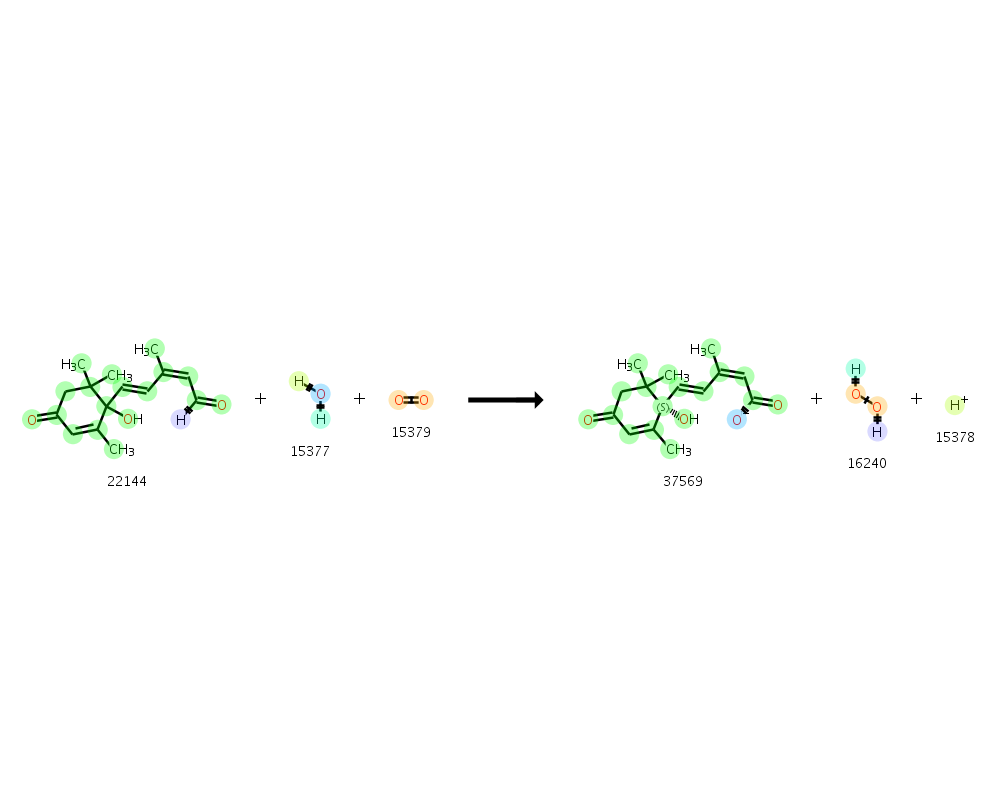 H₃C
H₃C
CH₃
O
OH
H
O
CH₃
22144
+
H
O
H
15377
+
O
O
15379
H₃C
H₃C
CH₃
O
(S)
OH
O⁻
O
CH₃
37569
+
H
O
O
H
16240
+
H⁺
15378